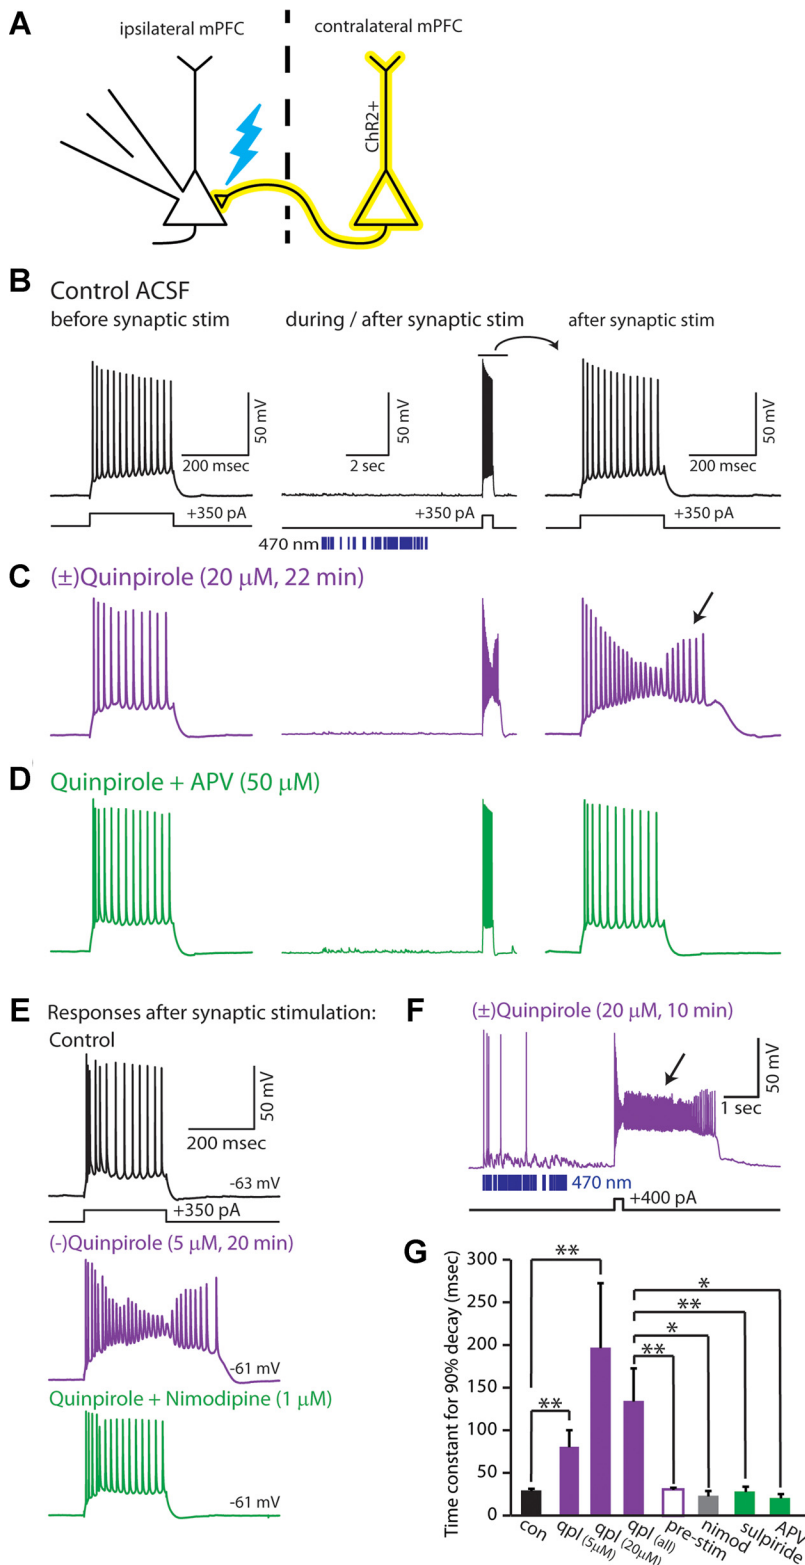 A
ipsilateral mPFC
contralateral mPFC
ChR2+
B
Control ACSF
before synaptic stim
during / after synaptic stim
after synaptic stim
50 mV
200 msec
50 mV
2 sec
50 mV
200 msec
+350 pA
+350 pA
+350 pA
470 nm
C
(±)Quinpirole (20 μM, 22 min)
D
Quinpirole + APV (50 μM)
E
Responses after synaptic stimulation:
Control
50 mV
200 msec
-63 mV
+350 pA
(-)Quinpirole (5 μM, 20 min)
-61 mV
Quinpirole + Nimodipine (1 μM)
-61 mV
F
(±)Quinpirole (20 μM, 10 min)
50 mV
1 sec
470 nm
+400 pA
G
Time constant for 90% decay (msec)
300
250
200
150
100
50
0
**
**
*
**
*
**
con
qpl (5μM)
qpl (20μM)
qpl (all)
pre-stim
nimod
sulpiride
APV